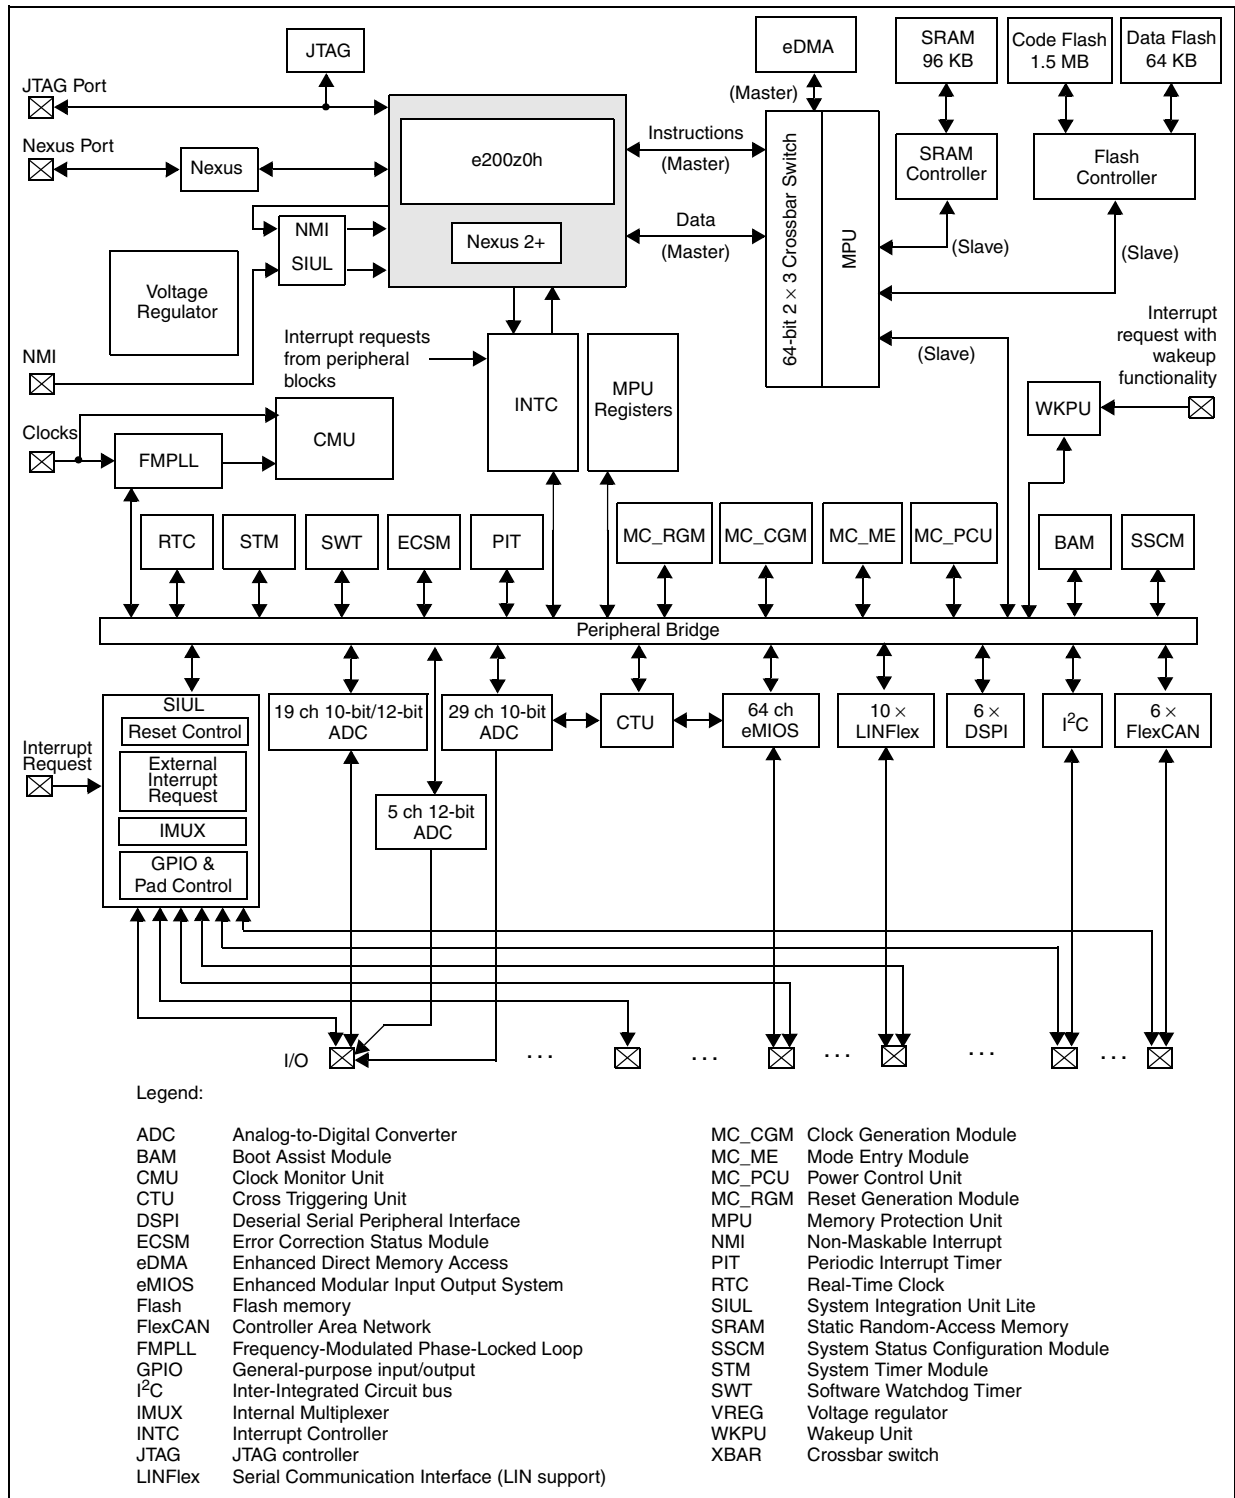 JTAG
eDMA
SRAM
96 KB
Code Flash
1.5 MB
Data Flash
64 KB
JTAG Port
(Master)
Nexus Port
Nexus
e200z0h
Instructions
(Master)
SRAM
Controller
Flash
Controller
NMI
SIUL
Nexus 2+
Data
(Master)
64-bit 2 × 3 Crossbar Switch
MPU
(Slave)
(Slave)
Voltage
Regulator
Interrupt requests
from peripheral
blocks
(Slave)
Interrupt
request with
wakeup
functionality
NMI
INTC
MPU
Registers
WKPU
Clocks
FMPLL
CMU
RTC
STM
SWT
ECSM
PIT
MC_RGM
MC_CGM
MC_ME
MC_PCU
BAM
SSCM
Peripheral Bridge
SIUL
Reset Control
External
Interrupt
Request
IMUX
GPIO &
Pad Control
Interrupt
Request
19 ch 10-bit/12-bit
ADC
29 ch 10-bit
ADC
CTU
64 ch
eMIOS
10 ×
LINFlex
6 ×
DSPI
I²C
6 ×
FlexCAN
5 ch 12-bit
ADC
I/O
. . .
. . .
. . .
. . .
. . .
Legend:
ADC Analog-to-Digital Converter
BAM Boot Assist Module
CMU Clock Monitor Unit
CTU Cross Triggering Unit
DSPI Deserial Serial Peripheral Interface
ECSM Error Correction Status Module
eDMA Enhanced Direct Memory Access
eMIOS Enhanced Modular Input Output System
Flash Flash memory
FlexCAN Controller Area Network
FMPLL Frequency-Modulated Phase-Locked Loop
GPIO General-purpose input/output
I²C Inter-Integrated Circuit bus
IMUX Internal Multiplexer
INTC Interrupt Controller
JTAG JTAG controller
LINFlex Serial Communication Interface (LIN support)
MC_CGM Clock Generation Module
MC_ME Mode Entry Module
MC_PCU Power Control Unit
MC_RGM Reset Generation Module
MPU Memory Protection Unit
NMI Non-Maskable Interrupt
PIT Periodic Interrupt Timer
RTC Real-Time Clock
SIUL System Integration Unit Lite
SRAM Static Random-Access Memory
SSCM System Status Configuration Module
STM System Timer Module
SWT Software Watchdog Timer
VREG Voltage regulator
WKPU Wakeup Unit
XBAR Crossbar switch